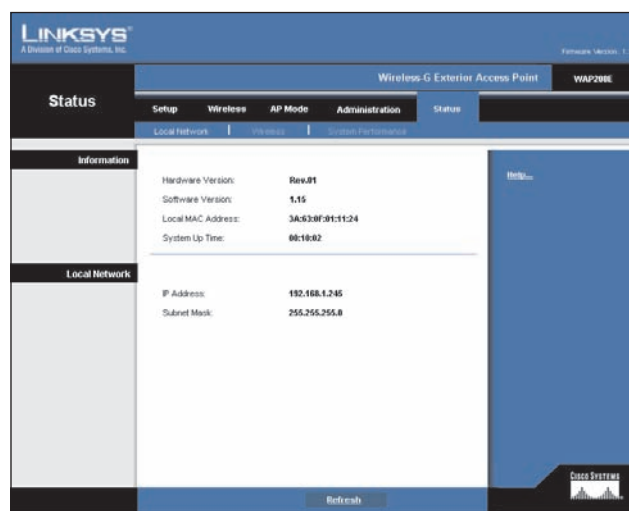 LINKSYS®
A Division of Cisco Systems, Inc.
Firmware Version: 1.
Wireless-G Exterior Access Point WAP200E
Status
Setup Wireless AP Mode Administration Status
Local Network Wireless System Performance
Information
Hardware Version: Rev.01
Software Version: 1.15
Local MAC Address: 3A:63:0F:01:11:24
System Up Time: 00:10:02
Help...
Local Network
IP Address: 192.168.1.245
Subnet Mask: 255.255.255.0
Refresh
CISCO SYSTEMS